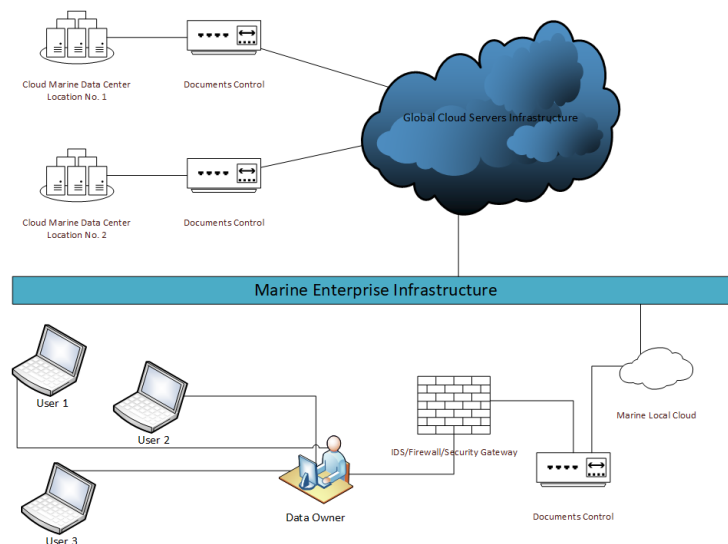 Global Cloud Servers Infrastructure
Cloud Marine Data Center
Location No. 1
Documents Control
Cloud Marine Data Center
Location No. 2
Documents Control
Marine Enterprise Infrastructure
User 1
User 2
Marine Local Cloud
IDS/Firewall/Security Gateway
Data Owner
Documents Control
User 3